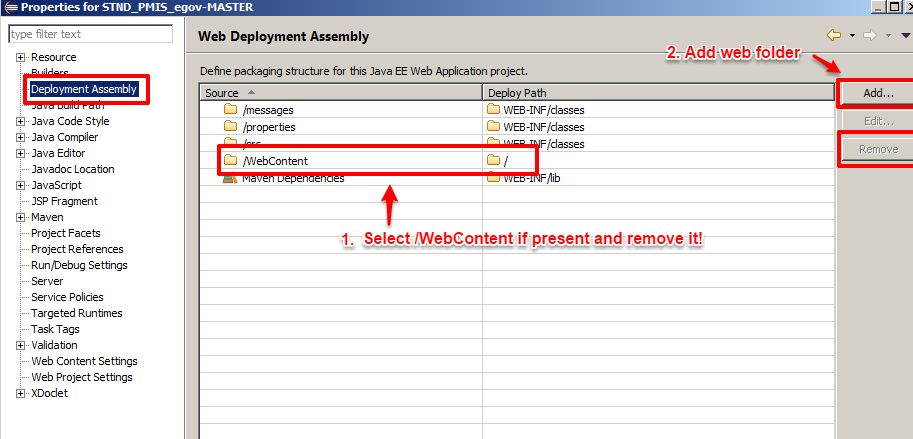 Properties for STND_PMIS_egov-MASTER
type filter text
Resource
Builders
Deployment Assembly
Java Build Path
Java Code Style
Java Compiler
Java Editor
Javadoc Location
JavaScript
JSP Fragment
Maven
Project Facets
Project References
Run/Debug Settings
Server
Service Policies
Targeted Runtimes
Task Tags
Validation
Web Content Settings
Web Project Settings
XDoclet
Web Deployment Assembly
2. Add web folder
Define packaging structure for this Java EE Web Application project.
Source Deploy Path
/messages WEB-INF/classes
/properties WEB-INF/classes
/src WEB-INF/classes
/WebContent /
Maven Dependencies WEB-INF/lib
1. Select /WebContent if present and remove it!
Add...
Edit...
Remove